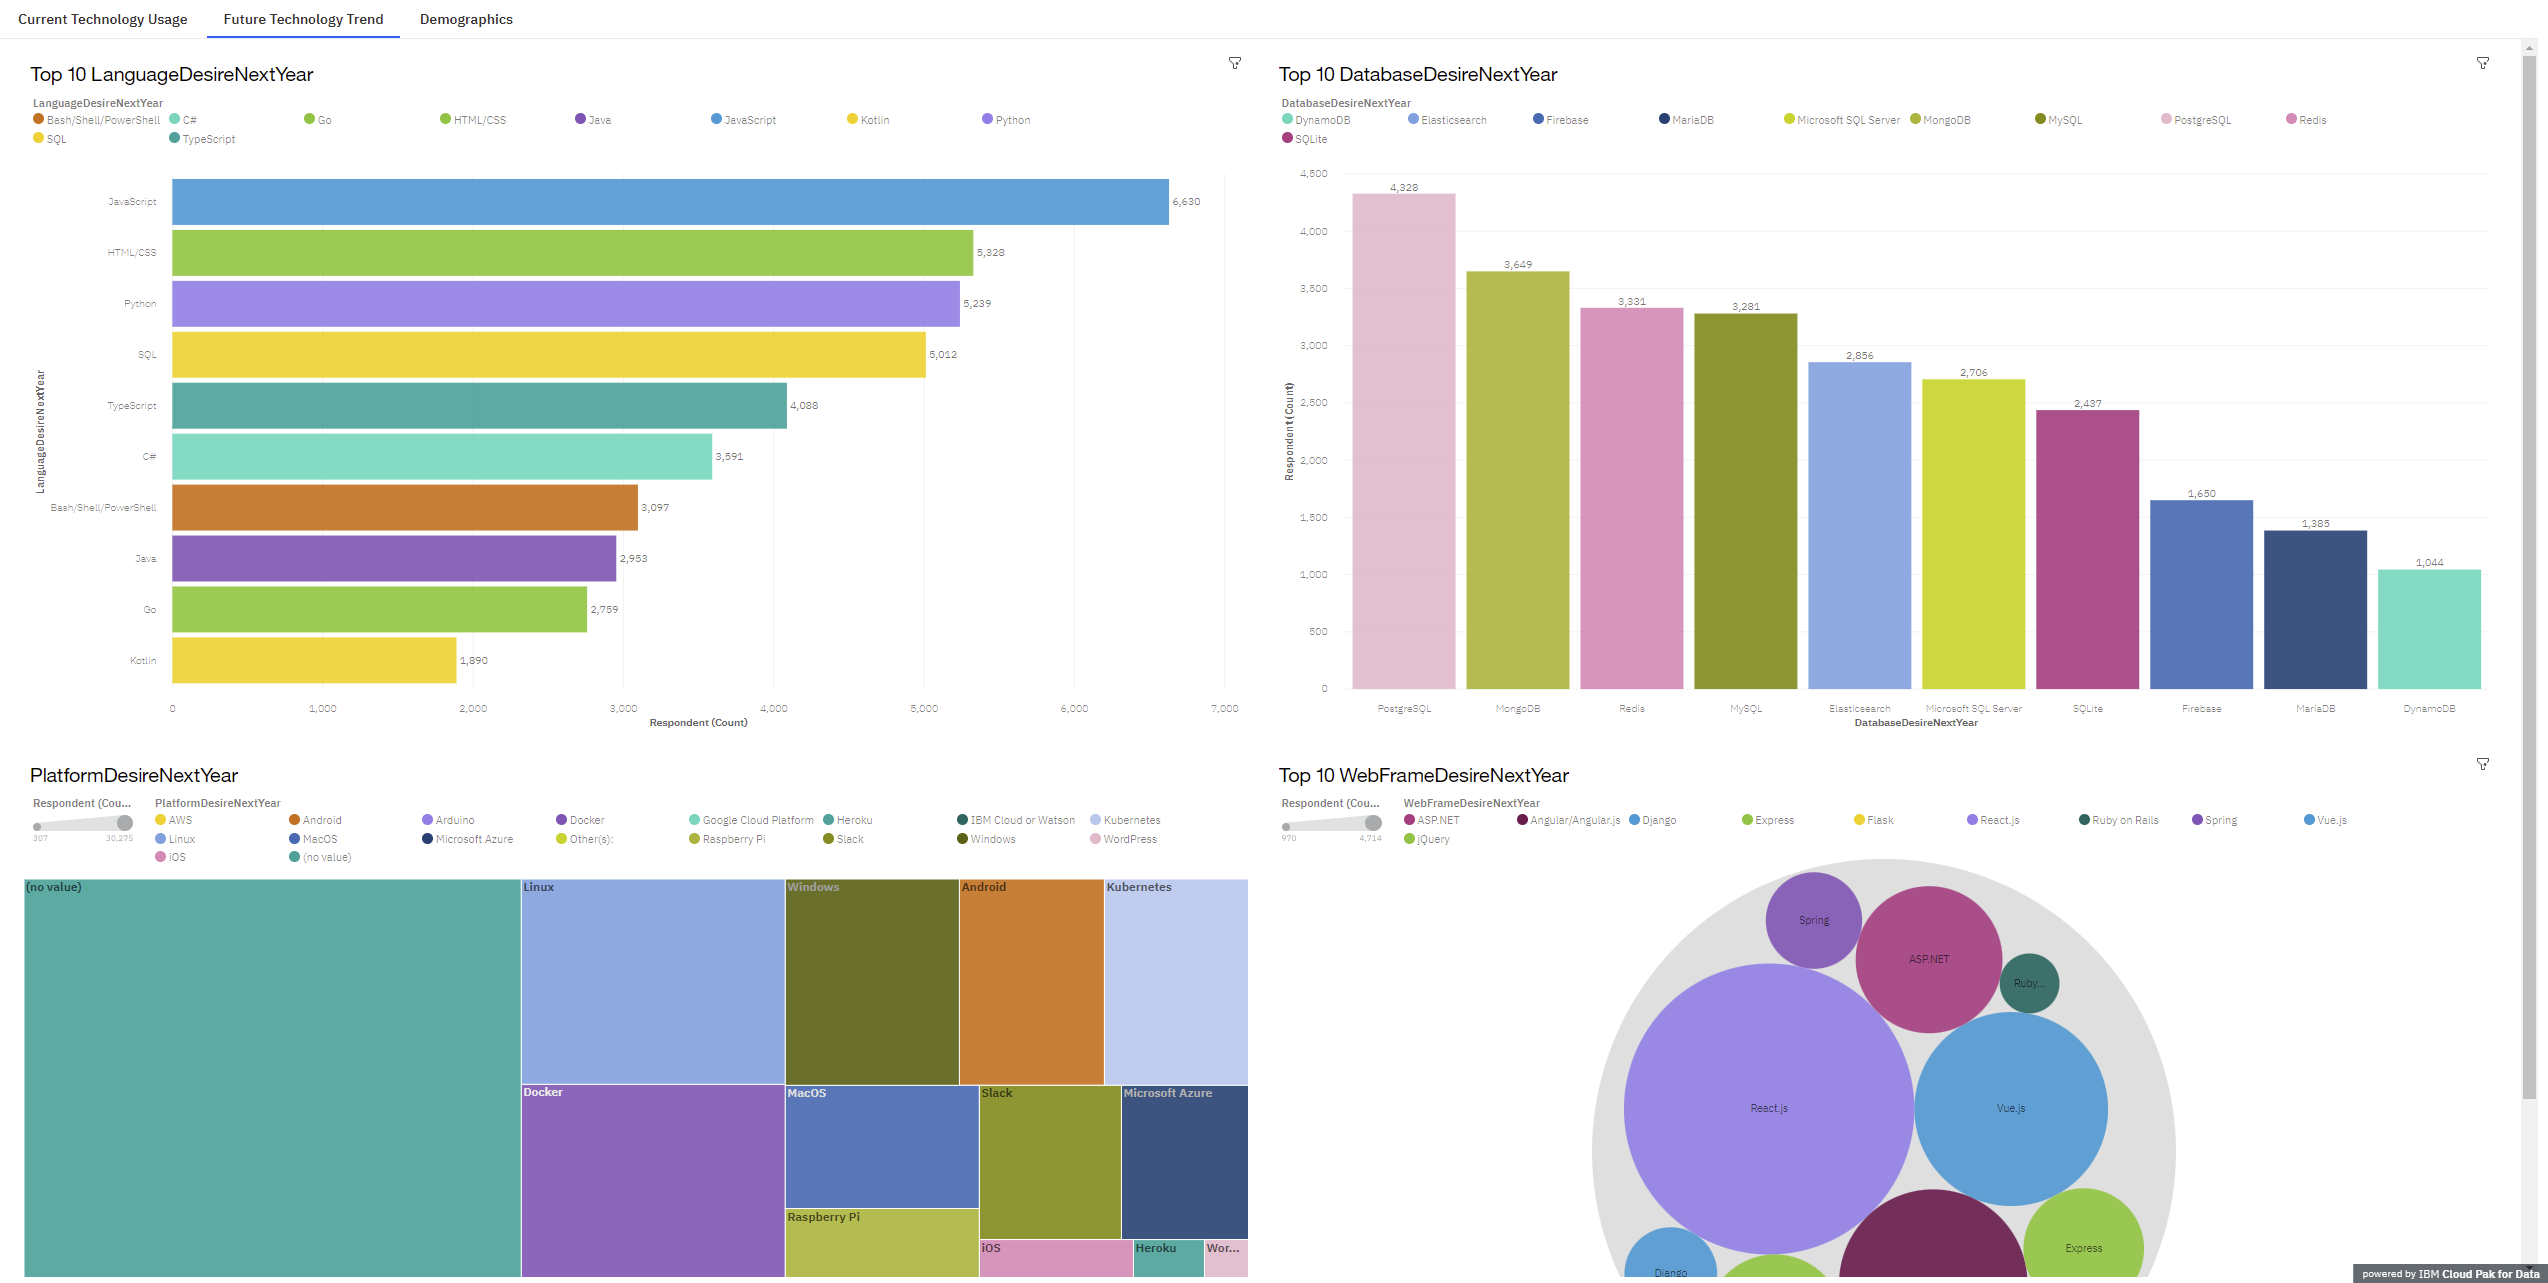 Current Technology Usage Future Technology Trend Demographics
Top 10 LanguageDesireNextYear
LanguageDesireNextYear
Bash/Shell/PowerShell C# Go HTML/CSS Java JavaScript Kotlin Python
SQL TypeScript
JavaScript 6,630
HTML/CSS 5,328
Python 5,239
SQL 5,012
TypeScript 4,088
C# 3,591
Bash/Shell/PowerShell 3,097
Java 2,953
Go 2,759
Kotlin 1,890
LanguageDesireNextYear
0 1,000 2,000 3,000 4,000 5,000 6,000 7,000
Respondent (Count)
Top 10 DatabaseDesireNextYear
DatabaseDesireNextYear
DynamoDB Elasticsearch Firebase MariaDB Microsoft SQL Server MongoDB MySQL PostgreSQL Redis
SQLite
4,500
4,000
3,500
3,000
2,500
2,000
1,500
1,000
500
0
Respondent (Count)
4,328 3,649 3,331 3,281 2,856 2,706 2,437 1,650 1,385 1,044
PostgreSQL MongoDB Redis MySQL Elasticsearch Microsoft SQL Server SQLite Firebase MariaDB DynamoDB
DatabaseDesireNextYear
PlatformDesireNextYear
Respondent (Cou... PlatformDesireNextYear
307 30,275
AWS Android Arduino Docker Google Cloud Platform Heroku IBM Cloud or Watson Kubernetes
Linux MacOS Microsoft Azure Other(s): Raspberry Pi Slack Windows WordPress
iOS (no value)
(no value) Linux Windows Android Kubernetes
Docker MacOS Slack Microsoft Azure
Raspberry Pi
iOS Heroku Wor...
Top 10 WebFrameDesireNextYear
Respondent (Cou... WebFrameDesireNextYear
970 4,714
ASP.NET Angular/Angular.js Django Express Flask React.js Ruby on Rails Spring Vue.js
jQuery
Spring
ASP.NET
Ruby...
React.js
Vue.js
Express
Django
powered by IBM Cloud Pak for Data